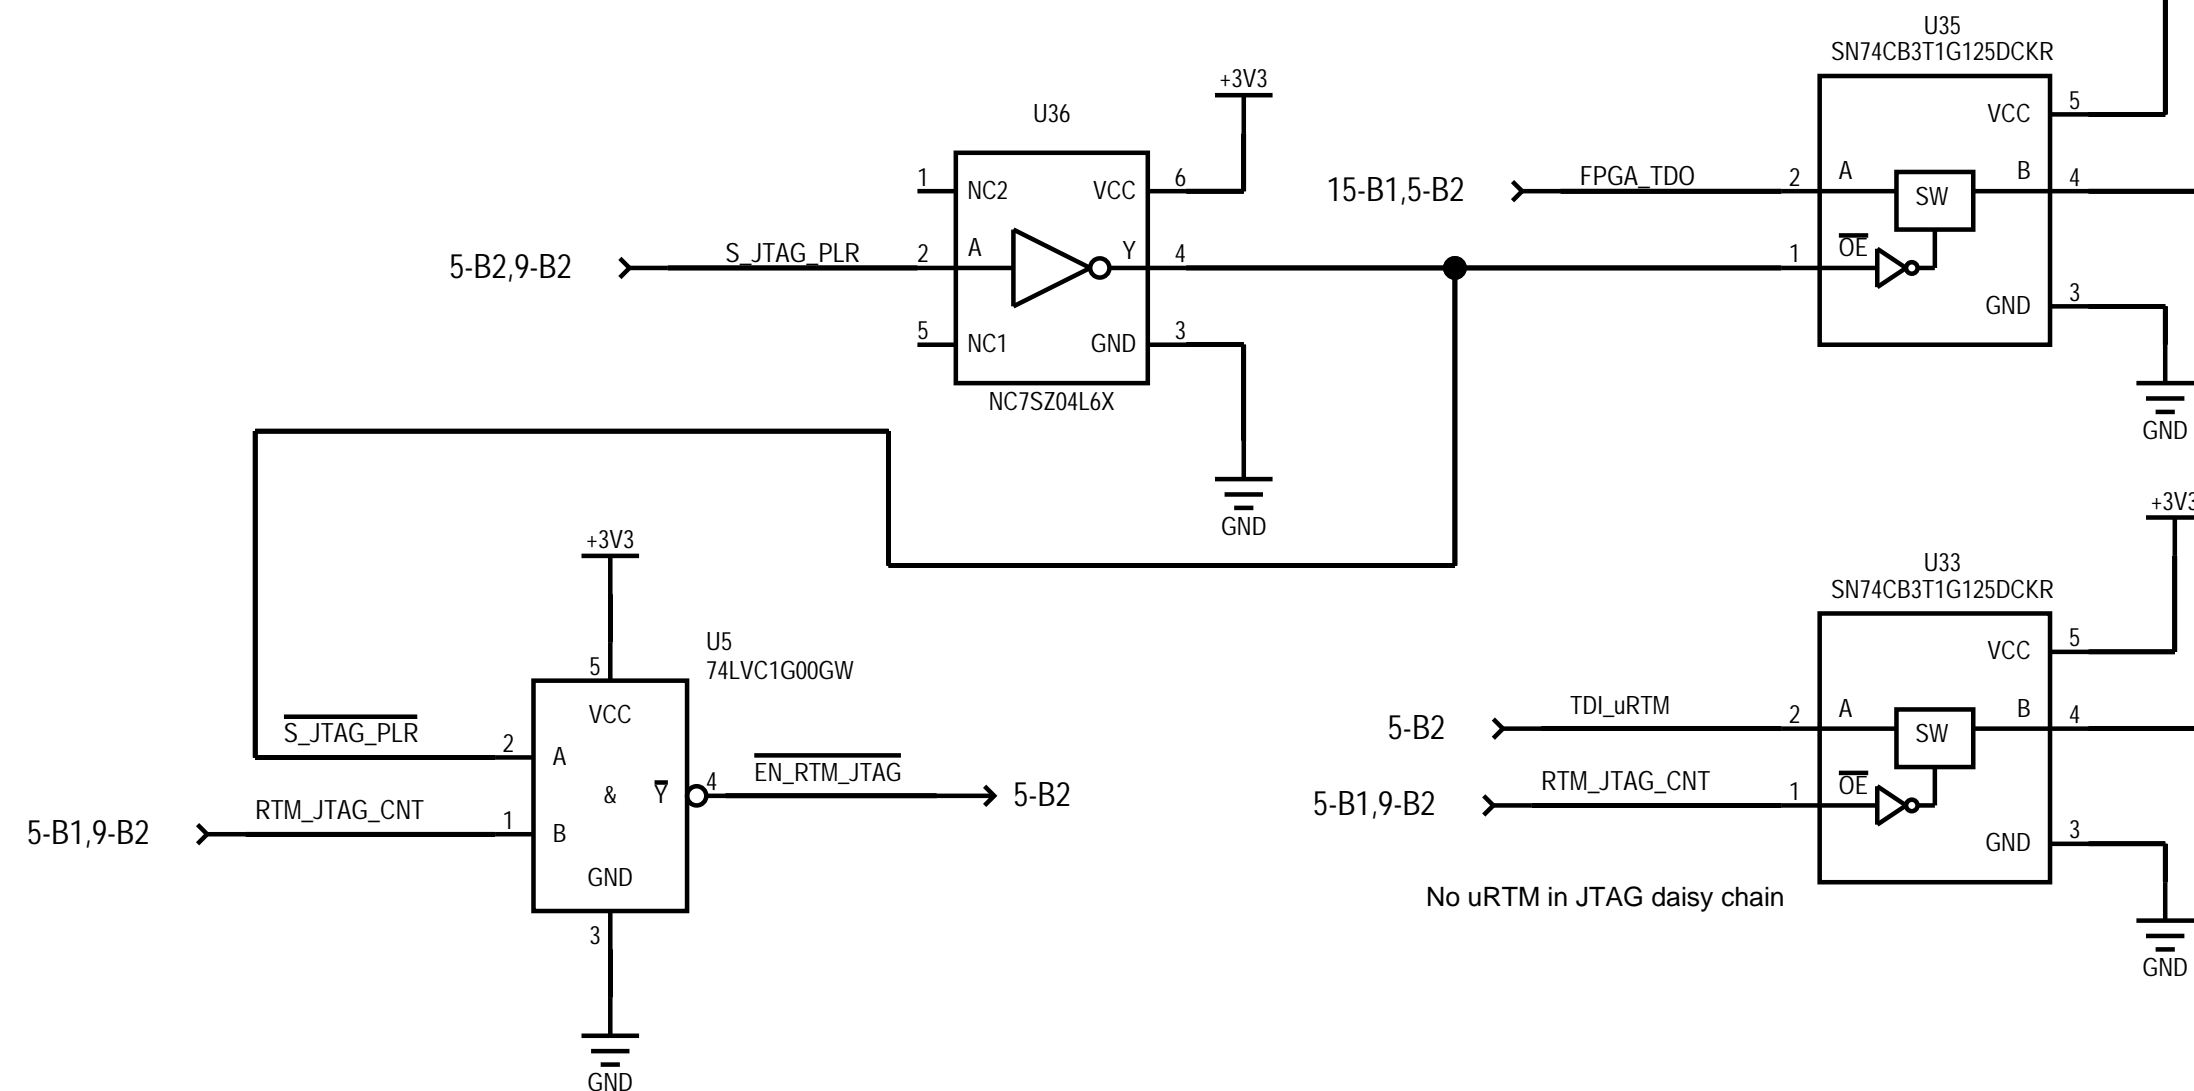 U35
SN74CB3T1G125DCKR
+3V3
U36
VCC
5
1
NC2
VCC
6
15-B1,5-B2
FPGA_TDO
2
A
B
4
SW
5-B2,9-B2
S_JTAG_PLR
2
A
Y
4
1
OE
5
NC1
GND
3
GND
3
NC7SZ04L6X
GND
GND
+3V3
+3V3
U33
SN74CB3T1G125DCKR
U5
74LVC1G00GW
5
VCC
VCC
5
S_JTAG_PLR
2
A
5-B2
TDI_uRTM
2
A
B
4
SW
&
Y
4
EN_RTM_JTAG
5-B2
5-B1,9-B2
RTM_JTAG_CNT
1
OE
5-B1,9-B2
RTM_JTAG_CNT
1
B
GND
3
GND
No uRTM in JTAG daisy chain
3
GND
GND